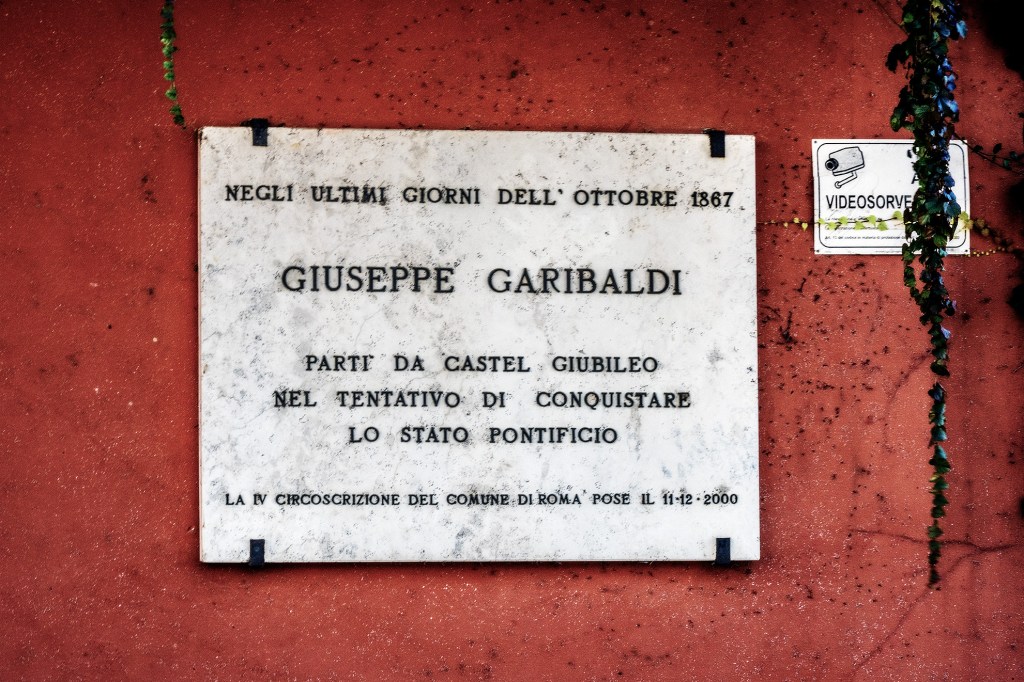 NEGLI ULTIMI GIORNI DELL' OTTOBRE 1867
GIUSEPPE GARIBALDI
PARTI' DA CASTEL GIUBILEO
NEL TENTATIVO DI CONQUISTARE
LO STATO PONTIFICIO
LA IV CIRCOSCRIZIONE DEL COMUNE DI ROMA POSE IL 11-12-2000